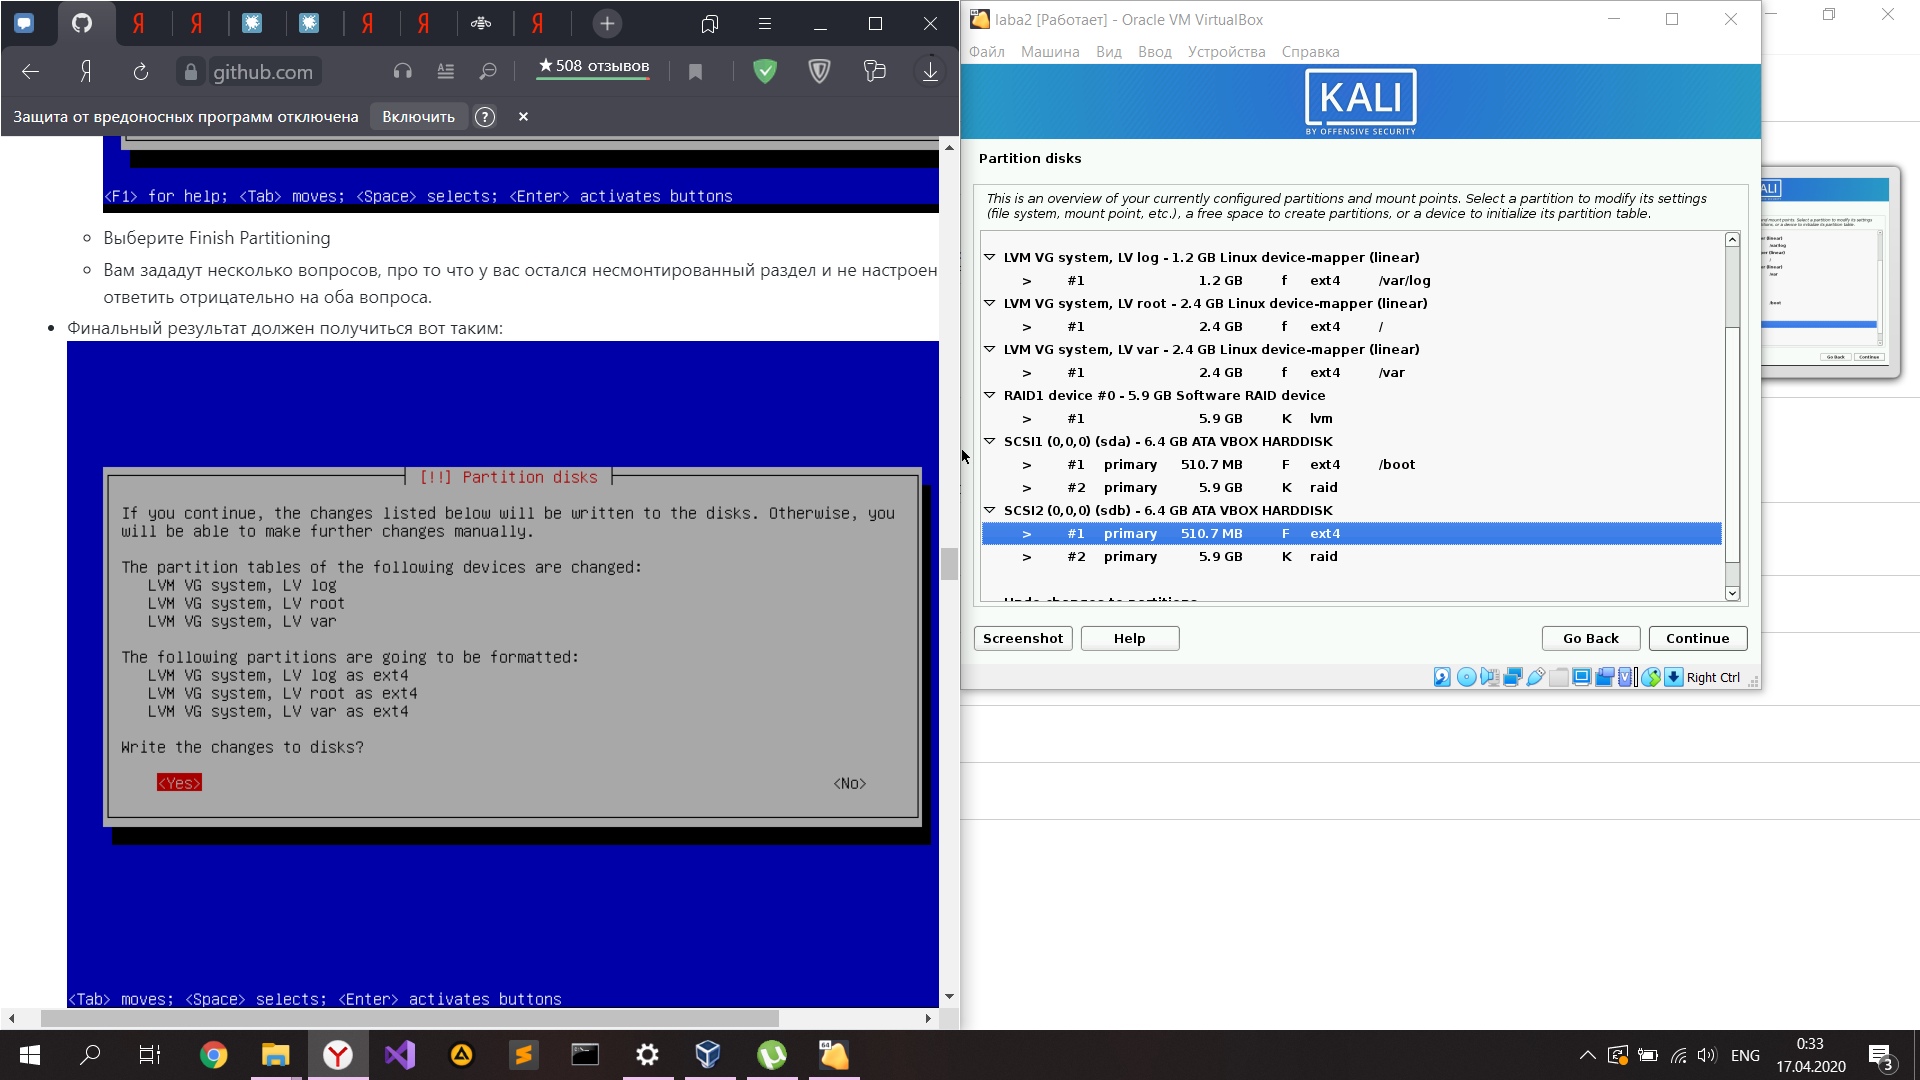 github.com
★508 отзывов
Защита от вредоносных программ отключена
Включить
?
<F1> for help; <Tab> moves; <Space> selects; <Enter> activates buttons
Выберите Finish Partitioning
Вам зададут несколько вопросов, про то что у вас остался несмонтированный раздел и не настроен
ответить отрицательно на оба вопроса.
Финальный результат должен получиться вот таким:
[!!] Partition disks
If you continue, the changes listed below will be written to the disks. Otherwise, you
will be able to make further changes manually.
The partition tables of the following devices are changed:
LVM VG system, LV log
LVM VG system, LV root
LVM VG system, LV var
The following partitions are going to be formatted:
LVM VG system, LV log as ext4
LVM VG system, LV root as ext4
LVM VG system, LV var as ext4
Write the changes to disks?
<Yes> <No>
<Tab> moves; <Space> selects; <Enter> activates buttons
laba2 [Работает] - Oracle VM VirtualBox
Файл Машина Вид Ввод Устройства Справка
KALI
BY OFFENSIVE SECURITY
Partition disks
This is an overview of your currently configured partitions and mount points. Select a partition to modify its settings
(file system, mount point, etc.), a free space to create partitions, or a device to initialize its partition table.
LVM VG system, LV log - 1.2 GB Linux device-mapper (linear)
> #1 1.2 GB f ext4 /var/log
LVM VG system, LV root - 2.4 GB Linux device-mapper (linear)
> #1 2.4 GB f ext4 /
LVM VG system, LV var - 2.4 GB Linux device-mapper (linear)
> #1 2.4 GB f ext4 /var
RAID1 device #0 - 5.9 GB Software RAID device
> #1 5.9 GB K lvm
SCSI1 (0,0,0) (sda) - 6.4 GB ATA VBOX HARDDISK
> #1 primary 510.7 MB F ext4 /boot
> #2 primary 5.9 GB K raid
SCSI2 (0,0,0) (sdb) - 6.4 GB ATA VBOX HARDDISK
> #1 primary 510.7 MB F ext4
> #2 primary 5.9 GB K raid
Undo changes to partitions
Screenshot Help Go Back Continue
Right Ctrl
ENG
0:33
17.04.2020
3